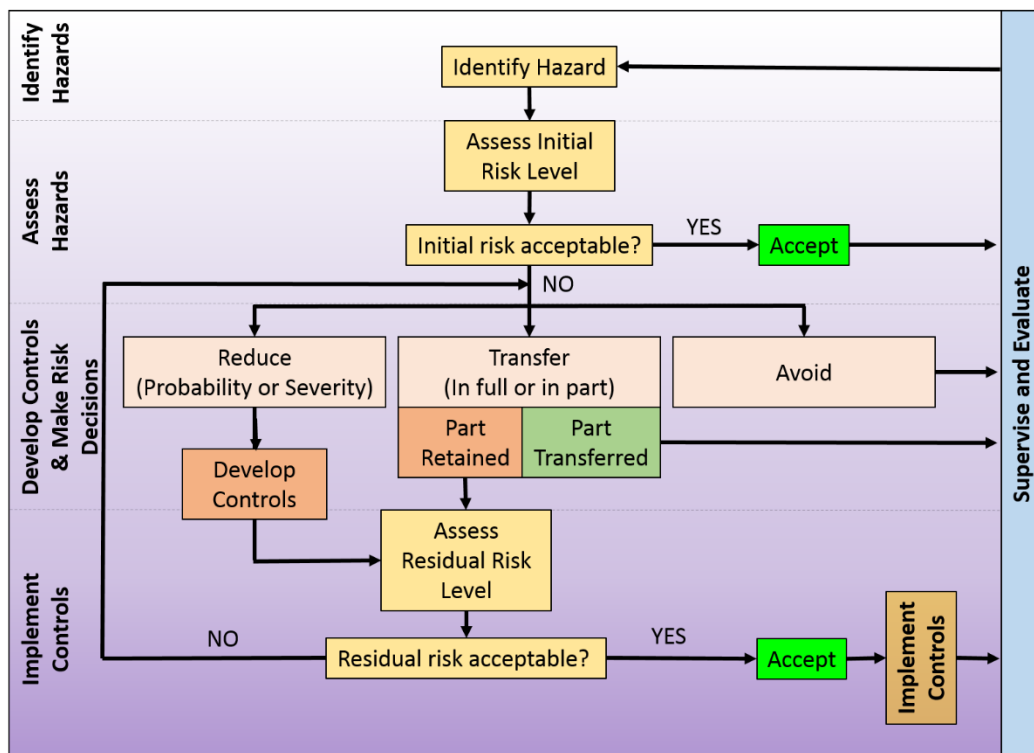 Identify
Hazards
Identify Hazard
Assess
Hazards
Assess Initial
Risk Level
Initial risk acceptable?
YES
Accept
NO
Develop Controls
& Make Risk
Decisions
Reduce
(Probability or Severity)
Transfer
(In full or in part)
Avoid
Part
Retained
Part
Transferred
Develop
Controls
Implement
Controls
Assess
Residual Risk
Level
NO
Residual risk acceptable?
YES
Accept
Implement
Controls
Supervise and Evaluate